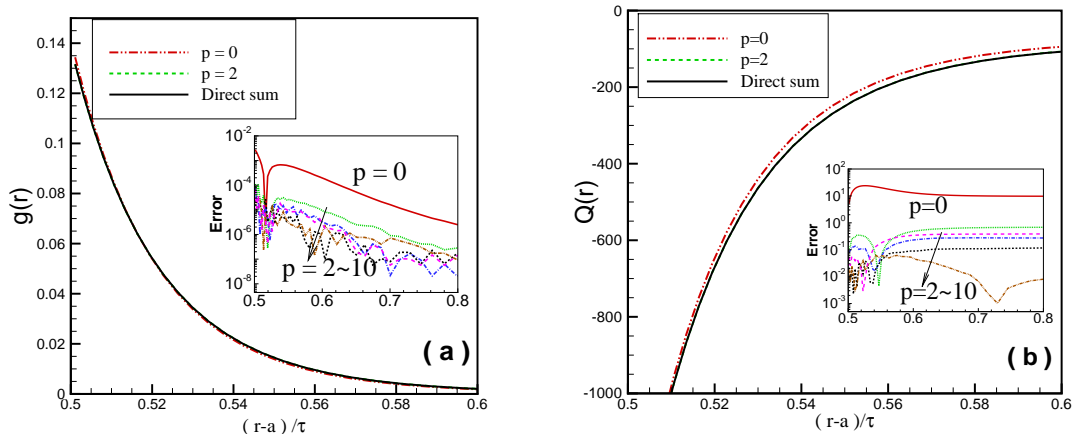 p = 0
p = 2
Direct sum
g(r)
0.14
0.12
0.1
0.08
0.06
0.04
0.02
0
0.5
0.52
0.54
0.56
0.58
0.6
( r-a ) /τ
( a )
Error
10^-2
10^-4
10^-6
10^-8
0.5
0.6
0.7
0.8
p = 0
p = 2~10
p=0
p=2
Direct sum
Q(r)
0
-200
-400
-600
-800
-1000
0.5
0.52
0.54
0.56
0.58
0.6
( r-a ) /τ
( b )
Error
10^2
10^1
10^0
10^-1
10^-2
10^-3
0.5
0.6
0.7
0.8
p=0
p=2~10